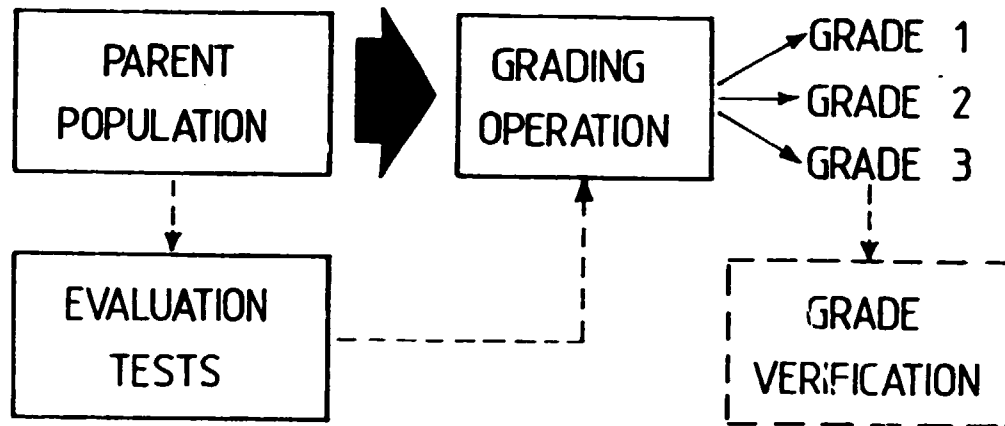 PARENT
POPULATION
GRADING
OPERATION
GRADE 1
GRADE 2
GRADE 3
EVALUATION
TESTS
GRADE
VERIFICATION